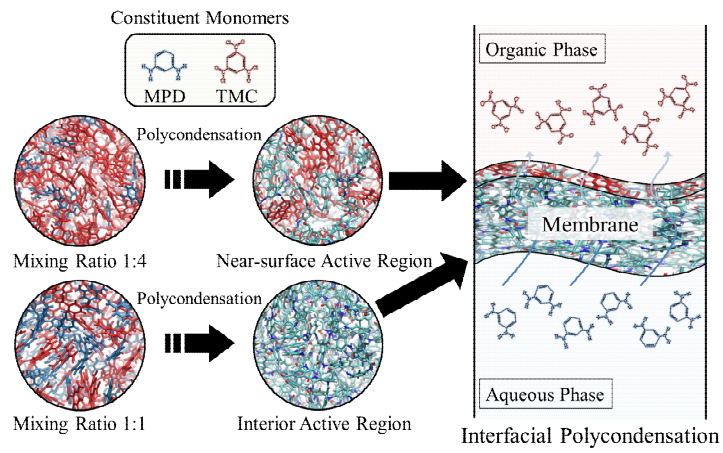 Constituent Monomers
MPD TMC
Polycondensation
Mixing Ratio 1:4
Near-surface Active Region
Polycondensation
Mixing Ratio 1:1
Interior Active Region
Organic Phase
Membrane
Aqueous Phase
Interfacial Polycondensation